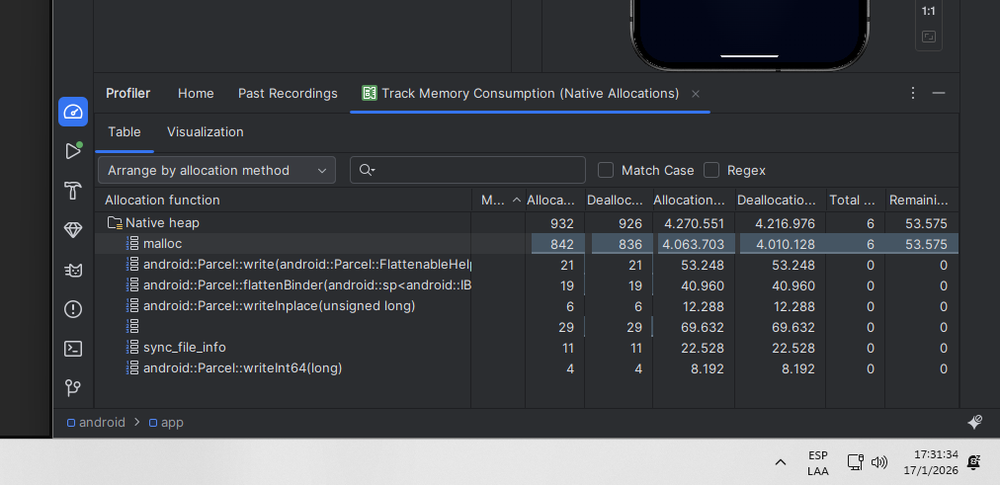 1:1
Profiler Home Past Recordings Track Memory Consumption (Native Allocations)
Table Visualization
Arrange by allocation method Match Case Regex
Allocation function M... Alloca... Dealloc... Allocation... Deallocatio... Total ... Remaini...
Native heap 932 926 4.270.551 4.216.976 6 53.575
malloc 842 836 4.063.703 4.010.128 6 53.575
android::Parcel::write(android::Parcel::FlattenableHelp 21 21 53.248 53.248 0 0
android::Parcel::flattenBinder(android::sp<android::IB 19 19 40.960 40.960 0 0
android::Parcel::writeInplace(unsigned long) 6 6 12.288 12.288 0 0
29 29 69.632 69.632 0 0
sync_file_info 11 11 22.528 22.528 0 0
android::Parcel::writeInt64(long) 4 4 8.192 8.192 0 0
android > app
ESP 17:31:34
LAA 17/1/2026